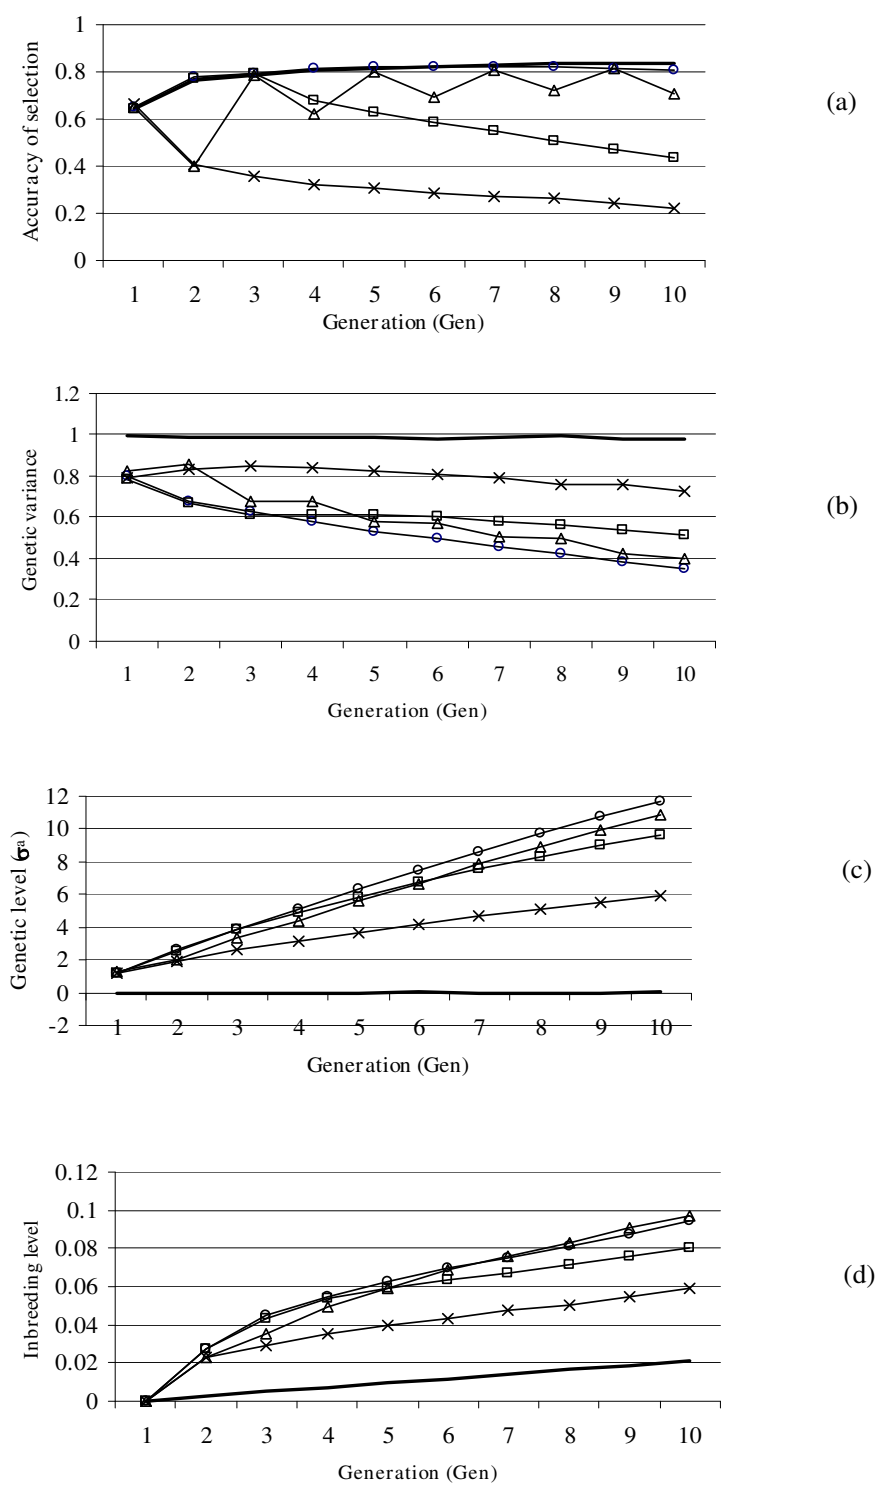 1
0.8
0.6
0.4
0.2
0
Accuracy of selection
1 2 3 4 5 6 7 8 9 10
Generation (Gen)
(a)
1.2
1
0.8
0.6
0.4
0.2
0
Genetic variance
1 2 3 4 5 6 7 8 9 10
Generation (Gen)
(b)
12
10
8
6
4
2
0
-2
Genetic level (σa)
1 2 3 4 5 6 7 8 9 10
Generation (Gen)
(c)
0.12
0.1
0.08
0.06
0.04
0.02
0
Inbreeding level
1 2 3 4 5 6 7 8 9 10
Generation (Gen)
(d)